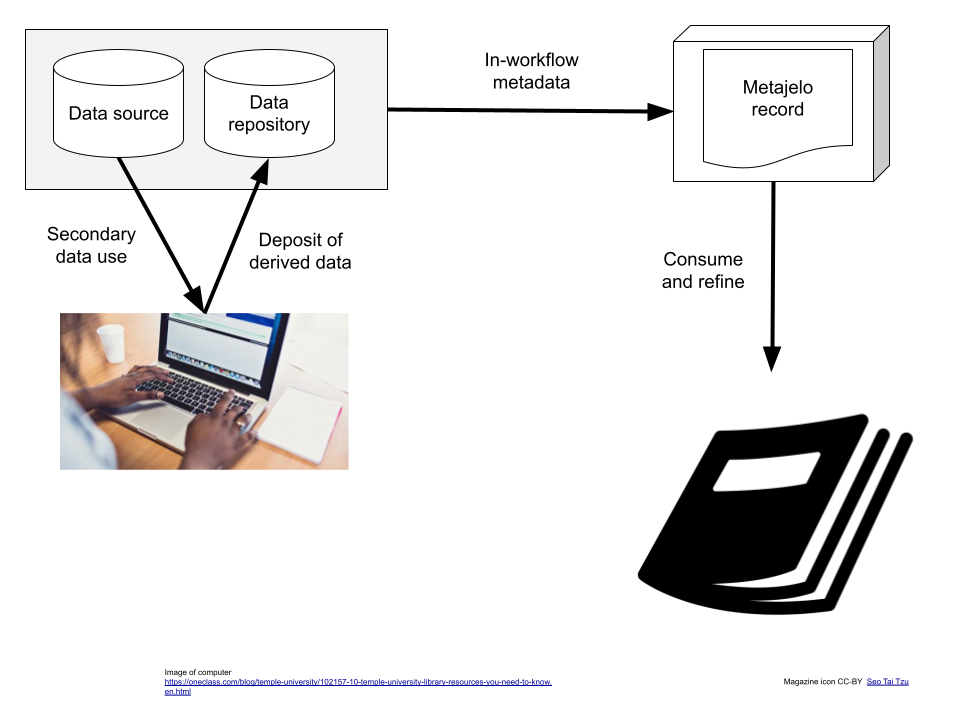 Data source
Data
repository
In-workflow
metadata
Metajelo
record
Secondary
data use
Deposit of
derived data
Consume
and refine
Image of computer
https://oneclass.com/blog/temple-university/102157-10-temple-university-library-resources-you-need-to-know.
en.html
Magazine icon CC-BY Seo Tai Tzu